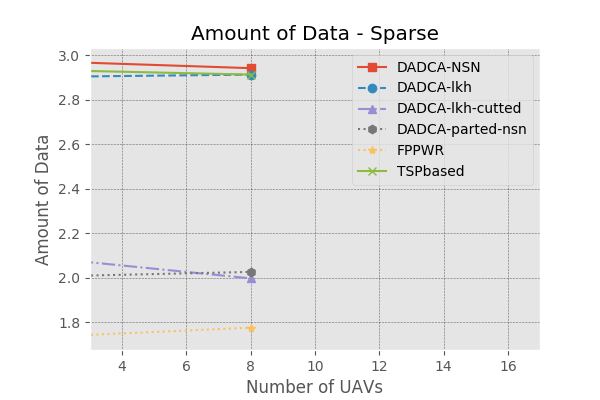 Amount of Data - Sparse
3.0
2.8
2.6
2.4
2.2
2.0
1.8
Amount of Data
DADCA-NSN
DADCA-lkh
DADCA-lkh-cutted
DADCA-parted-nsn
FPPWR
TSPbased
4 6 8 10 12 14 16
Number of UAVs